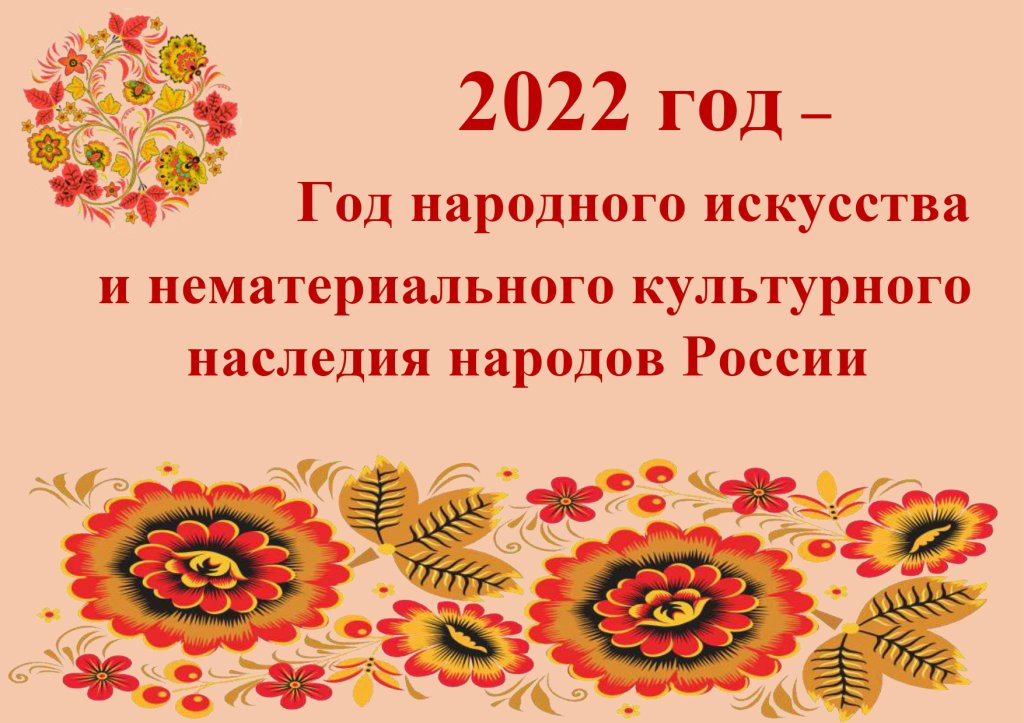 2022 год –
Год народного искусства
и нематериального культурного
наследия народов России